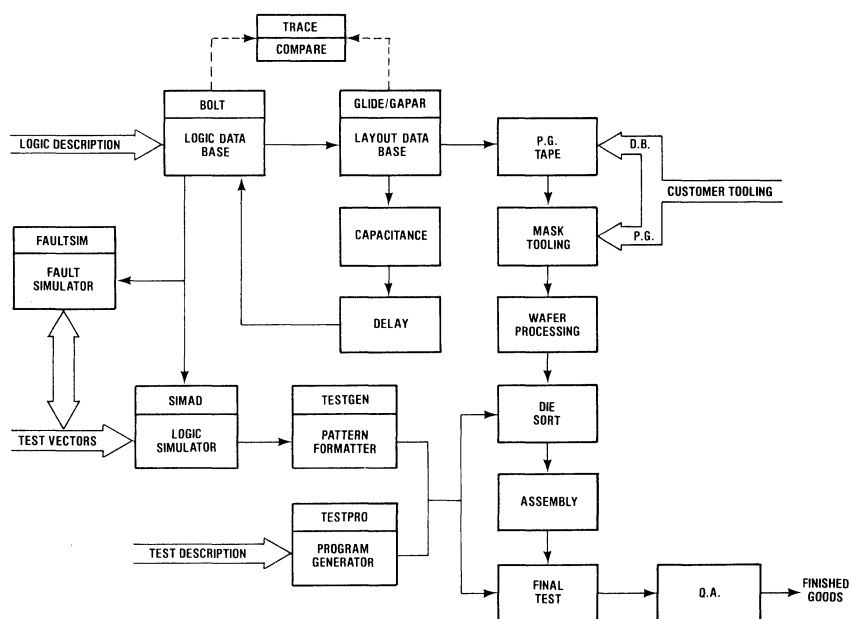 TRACE
COMPARE
BOLT
LOGIC DATA
BASE
GLIDE/GAPAR
LAYOUT DATA
BASE
P.G.
TAPE
D.B.
LOGIC DESCRIPTION
CUSTOMER TOOLING
CAPACITANCE
MASK
TOOLING
P.G.
FAULTSIM
FAULT
SIMULATOR
DELAY
WAFER
PROCESSING
SIMAD
LOGIC
SIMULATOR
TESTGEN
PATTERN
FORMATTER
DIE
SORT
TEST VECTORS
ASSEMBLY
TESTPRO
PROGRAM
GENERATOR
TEST DESCRIPTION
FINAL
TEST
Q.A.
FINISHED
GOODS